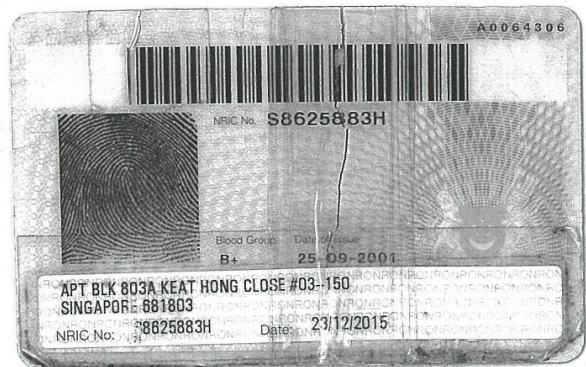 A0064306
NRIC No. S8625883H
Blood Group Date of issue
B+ 25-09-2001
APT BLK 803A KEAT HONG CLOSE #03-150
SINGAPORE 681803
NRIC No: S8625883H Date: 23/12/2015